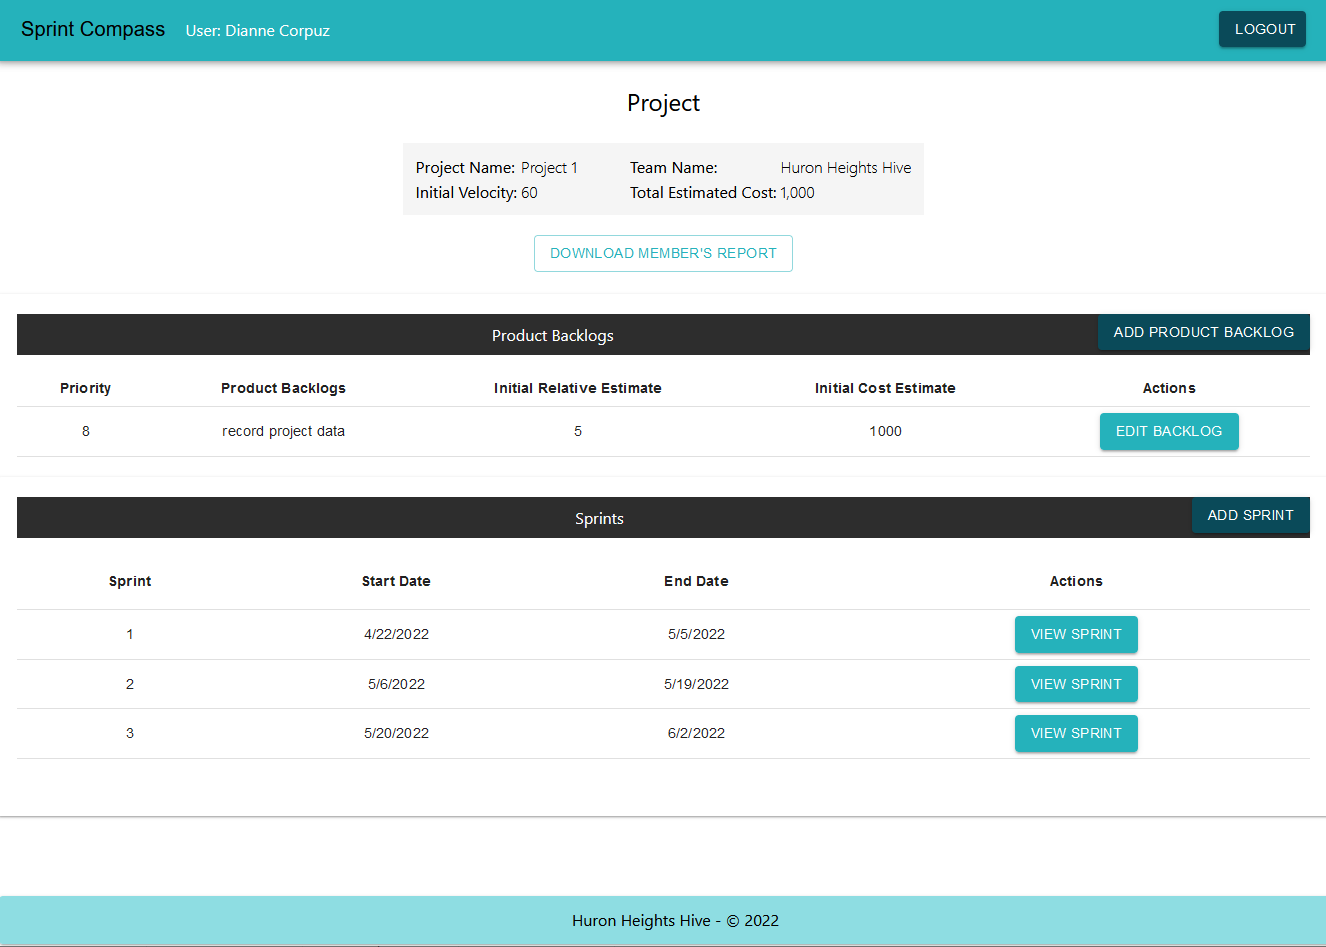 Sprint Compass User: Dianne Corpuz LOGOUT
Project
Project Name: Project 1 Team Name: Huron Heights Hive
Initial Velocity: 60 Total Estimated Cost: 1,000
DOWNLOAD MEMBER'S REPORT
Product Backlogs ADD PRODUCT BACKLOG
Priority Product Backlogs Initial Relative Estimate Initial Cost Estimate Actions
8 record project data 5 1000 EDIT BACKLOG
Sprints ADD SPRINT
Sprint Start Date End Date Actions
1 4/22/2022 5/5/2022 VIEW SPRINT
2 5/6/2022 5/19/2022 VIEW SPRINT
3 5/20/2022 6/2/2022 VIEW SPRINT
Huron Heights Hive - © 2022